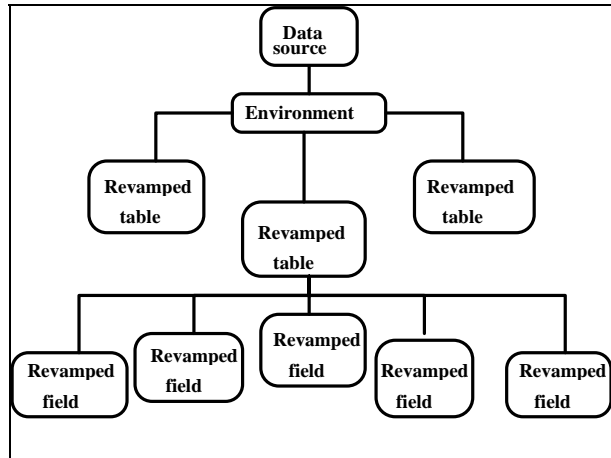 Data
source
Environment
Revamped
table
Revamped
table
Revamped
table
Revamped
field
Revamped
field
Revamped
field
Revamped
field
Revamped
field